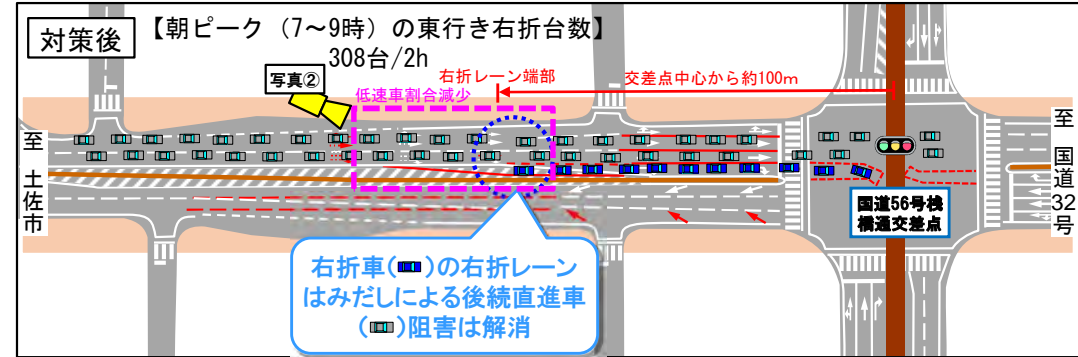 対策後
【朝ピーク（7～9時）の東行き右折台数】
308台/2h
写真②
低速車割合減少
右折レーン端部
交差点中心から約100m
至 土佐市
至 国道32号
国道56号桟
橋通交差点
右折車(　)の右折レーン
はみだしによる後続直進車
(　)阻害は解消